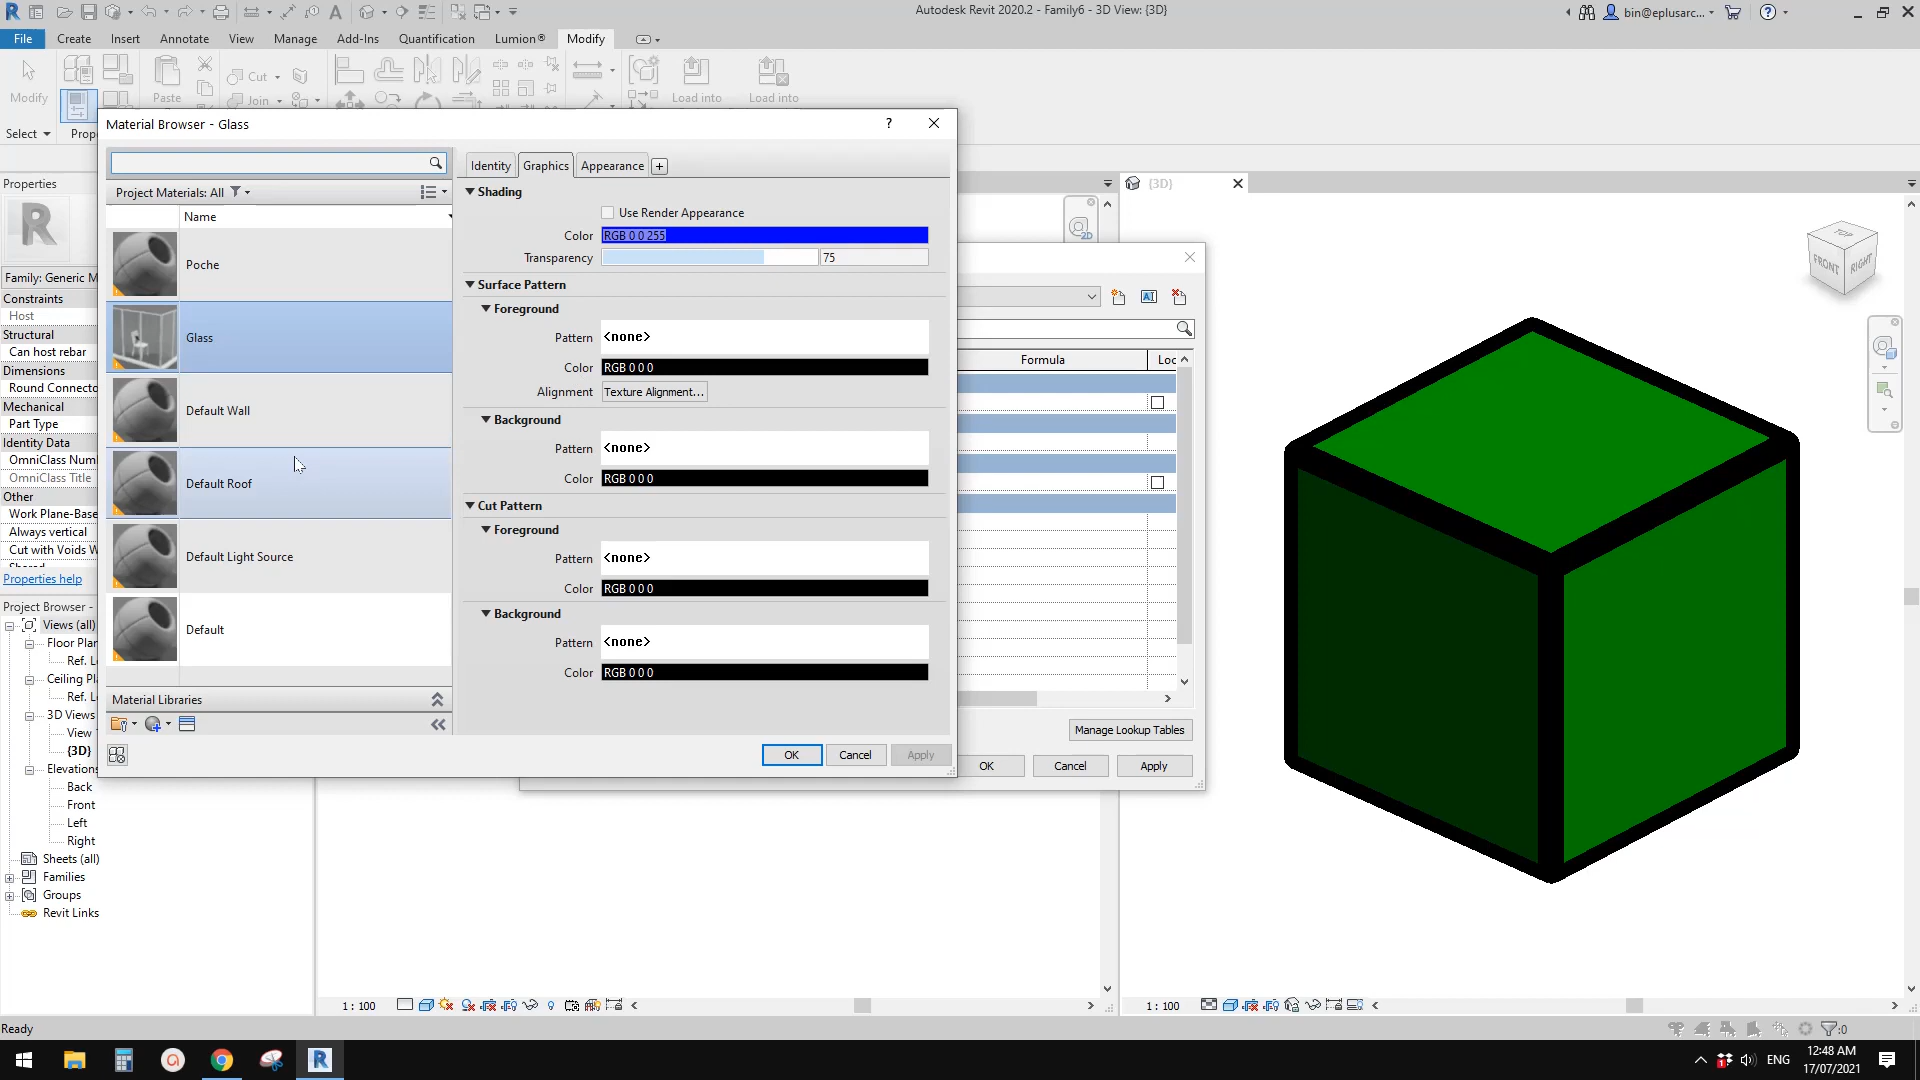 Autodesk Revit 2020.2 - Family6 - 3D View: {3D}
bin@eplusarc...
File
Create
Insert
Annotate
View
Manage
Add-Ins
Quantification
Lumion®
Modify
Modify
Paste
Cut
Join
Load into
Load into
Select
Prop
Material Browser - Glass
?
Project Materials: All
Name
Poche
Glass
Default Wall
Default Roof
Default Light Source
Default
Material Libraries
Identity
Graphics
Appearance
Shading
Use Render Appearance
Color
RGB 0 0 255
Transparency
75
Surface Pattern
Foreground
Pattern
<none>
Color
RGB 0 0 0
Alignment
Texture Alignment...
Background
Pattern
<none>
Color
RGB 0 0 0
Cut Pattern
Foreground
Pattern
<none>
Color
RGB 0 0 0
Background
Pattern
<none>
Color
RGB 0 0 0
OK
Cancel
Apply
Formula
Loc
Manage Lookup Tables
OK
Cancel
Apply
Properties
Family: Generic M
Constraints
Host
Structural
Can host rebar
Dimensions
Round Connecto
Mechanical
Part Type
Identity Data
OmniClass Num
OmniClass Title
Other
Work Plane-Base
Always vertical
Cut with Voids W
Properties help
Project Browser -
Views (all)
Floor Plan
Ref. L
Ceiling Pla
Ref. L
3D Views
View
{3D}
Elevations
Back
Front
Left
Right
Sheets (all)
Families
Groups
Revit Links
{3D}
2D
TOP
FRONT
RIGHT
1 : 100
1 : 100
Ready
:0
ENG
12:48 AM
17/07/2021